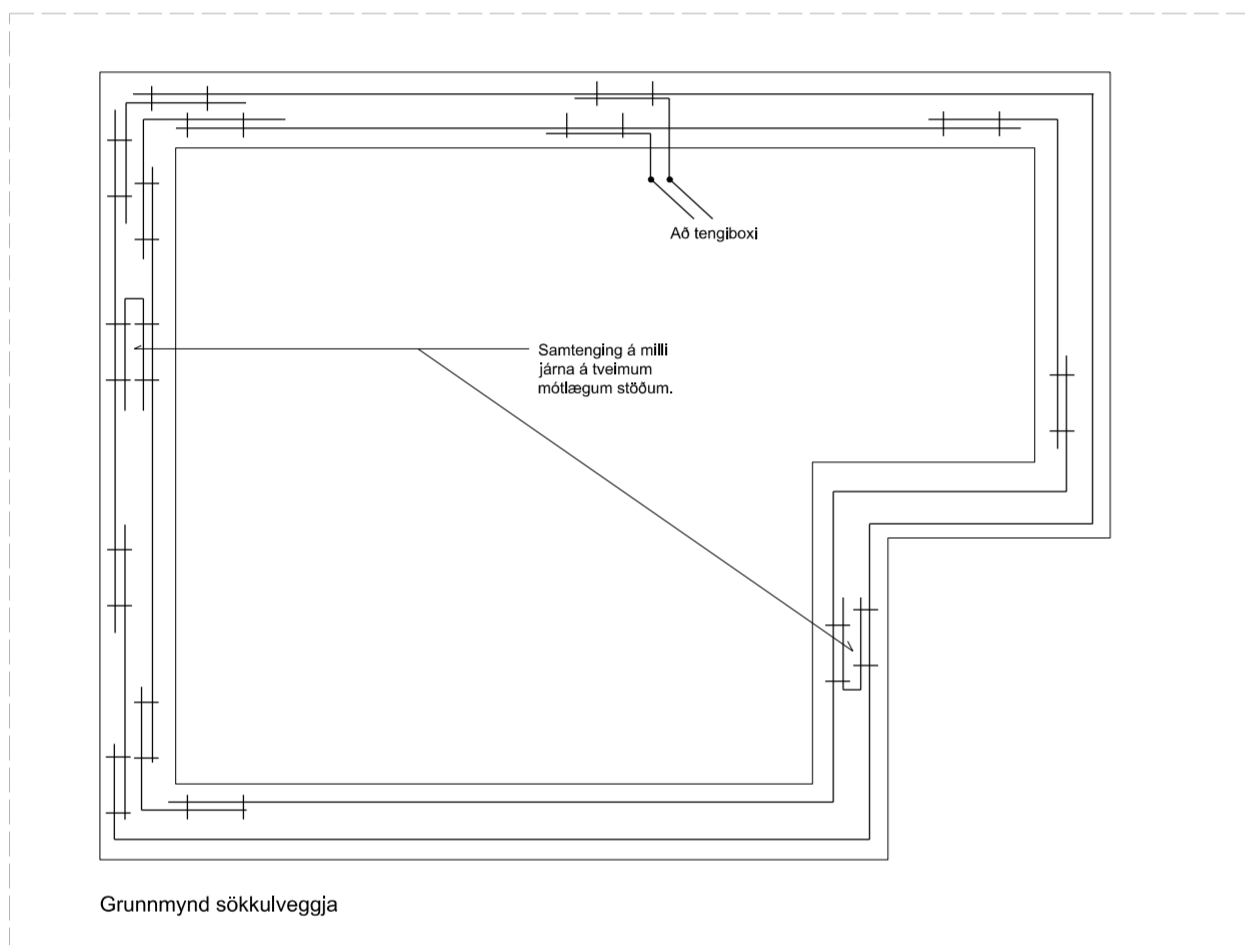 Að tengiboxi
Samtenging á milli
járna á tveimum
mótlægum stöðum.
Grunnmynd sökkulveggja